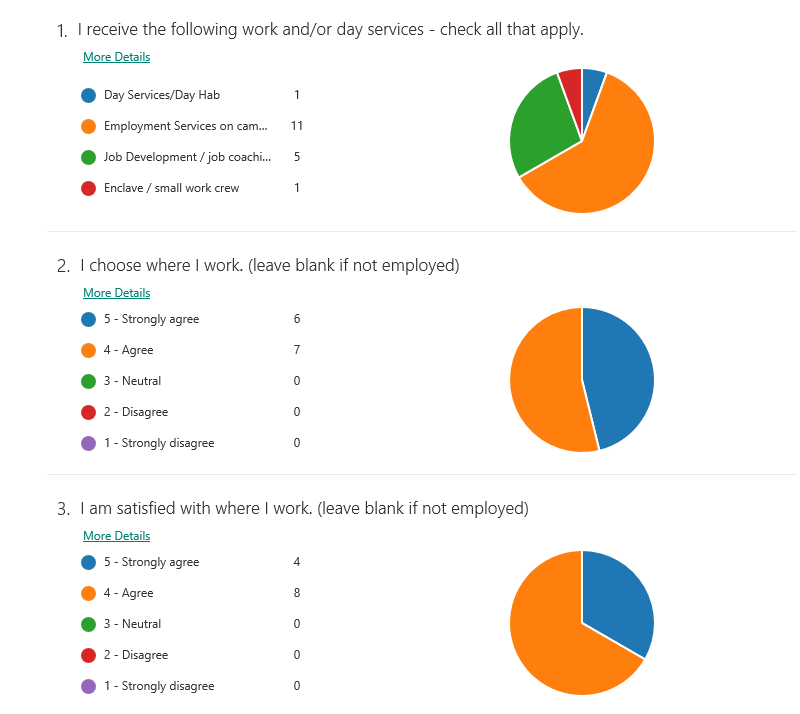 1. I receive the following work and/or day services - check all that apply.
More Details
Day Services/Day Hab 1
Employment Services on cam... 11
Job Development / job coachi... 5
Enclave / small work crew 1
2. I choose where I work. (leave blank if not employed)
More Details
5 - Strongly agree 6
4 - Agree 7
3 - Neutral 0
2 - Disagree 0
1 - Strongly disagree 0
3. I am satisfied with where I work. (leave blank if not employed)
More Details
5 - Strongly agree 4
4 - Agree 8
3 - Neutral 0
2 - Disagree 0
1 - Strongly disagree 0